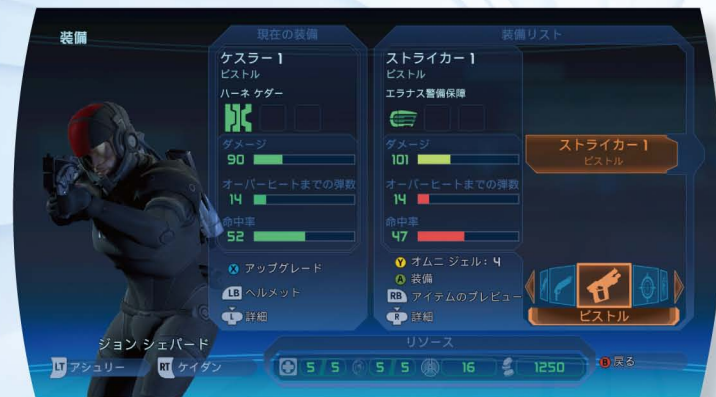 装備
現在の装備
ケスラー 1
ピストル
ハーネ ケダー
ダメージ
90
オーバーヒートまでの弾数
14
命中率
52
X アップグレード
LB ヘルメット
L 詳細
装備リスト
ストライカー 1
ピストル
エラナス警備保障
ダメージ
101
オーバーヒートまでの弾数
14
命中率
47
Y オムニ ジェル: 4
A 装備
RB アイテムのプレビュー
R 詳細
ストライカー 1
ピストル
ピストル
ジョン シェパード
LT アシュリー RT ケイダン
リソース
5 / 5 5 / 5 16 1250
B 戻る